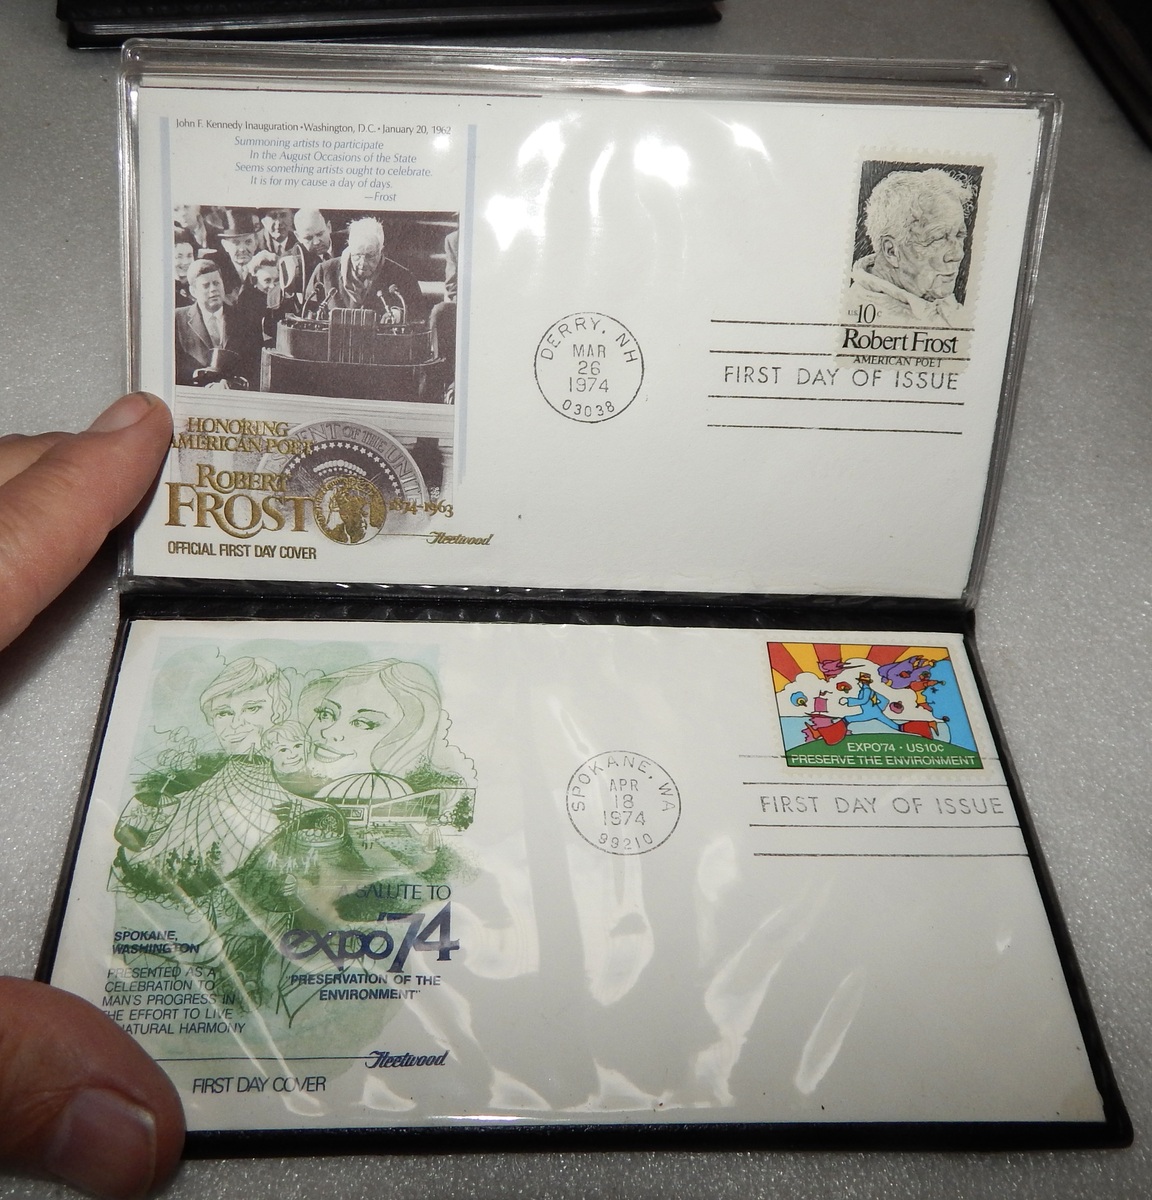 John F. Kennedy Inauguration • Washington, D.C. • January 20, 1962
Summoning artists to participate
In the August Occasions of the State
Seems something artists ought to celebrate.
It is for my cause a day of days.
—Frost
HONORING
AMERICAN POET
ROBERT
FROST
1874-1963
OFFICIAL FIRST DAY COVER
Fleetwood
DERRY, NH
MAR
26
1974
03038
U.S. 10c
Robert Frost
AMERICAN POET
FIRST DAY OF ISSUE
A SALUTE TO
expo'74
"PRESERVATION OF THE
ENVIRONMENT"
SPOKANE,
WASHINGTON
PRESENTED AS A
CELEBRATION TO
MAN'S PROGRESS IN
THE EFFORT TO LIVE
NATURAL HARMONY
Fleetwood
FIRST DAY COVER
SPOKANE, WA
APR
18
1974
99210
EXPO'74 • US10c
PRESERVE THE ENVIRONMENT
FIRST DAY OF ISSUE